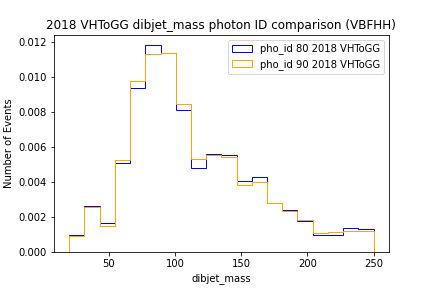 2018 VHToGG dibjet_mass photon ID comparison (VBFHH)
pho_id 80 2018 VHToGG
pho_id 90 2018 VHToGG
Number of Events
0.012
0.010
0.008
0.006
0.004
0.002
0.000
50
100
150
200
250
dibjet_mass